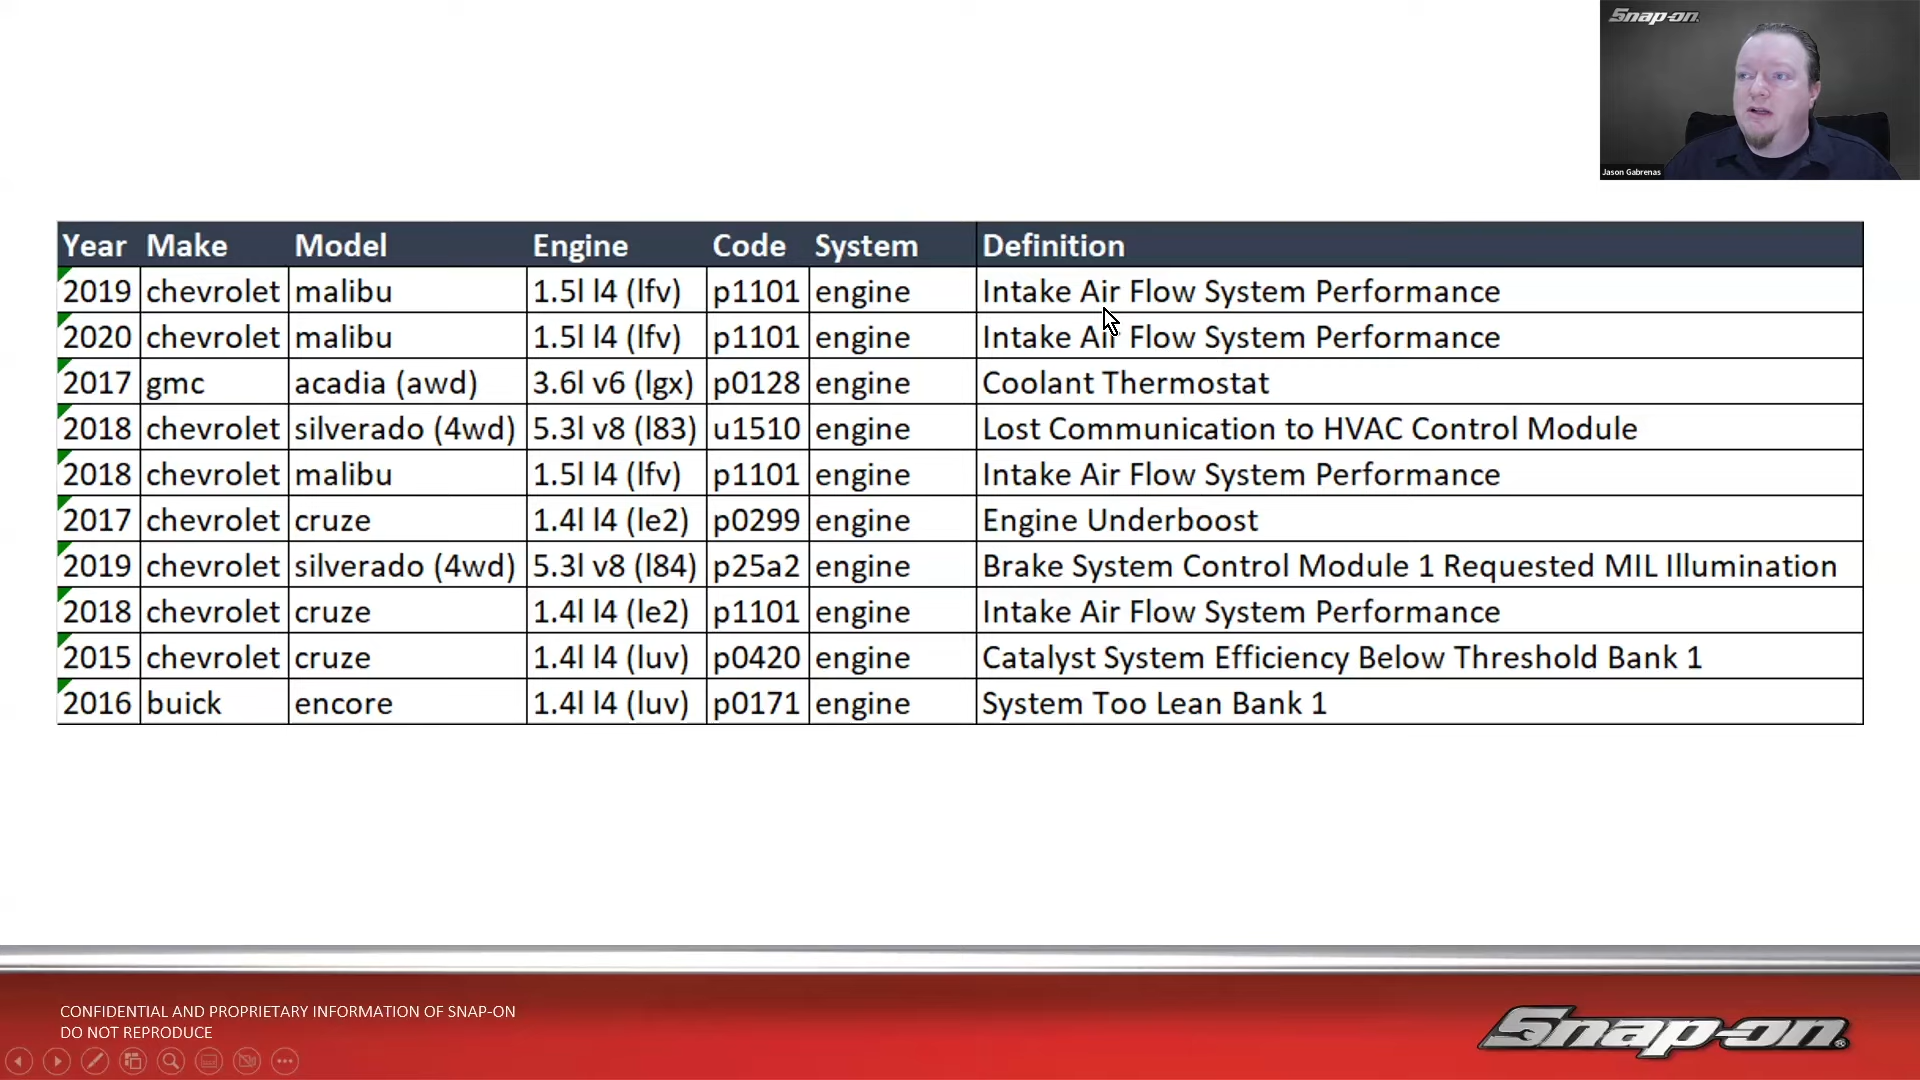 Snap-on
Jason Gabrenas
Year Make Model Engine Code System Definition
2019 chevrolet malibu 1.5l l4 (lfv) p1101 engine Intake Air Flow System Performance
2020 chevrolet malibu 1.5l l4 (lfv) p1101 engine Intake Air Flow System Performance
2017 gmc acadia (awd) 3.6l v6 (lgx) p0128 engine Coolant Thermostat
2018 chevrolet silverado (4wd) 5.3l v8 (l83) u1510 engine Lost Communication to HVAC Control Module
2018 chevrolet malibu 1.5l l4 (lfv) p1101 engine Intake Air Flow System Performance
2017 chevrolet cruze 1.4l l4 (le2) p0299 engine Engine Underboost
2019 chevrolet silverado (4wd) 5.3l v8 (l84) p25a2 engine Brake System Control Module 1 Requested MIL Illumination
2018 chevrolet cruze 1.4l l4 (le2) p1101 engine Intake Air Flow System Performance
2015 chevrolet cruze 1.4l l4 (luv) p0420 engine Catalyst System Efficiency Below Threshold Bank 1
2016 buick encore 1.4l l4 (luv) p0171 engine System Too Lean Bank 1
CONFIDENTIAL AND PROPRIETARY INFORMATION OF SNAP-ON
DO NOT REPRODUCE
Snap-on®